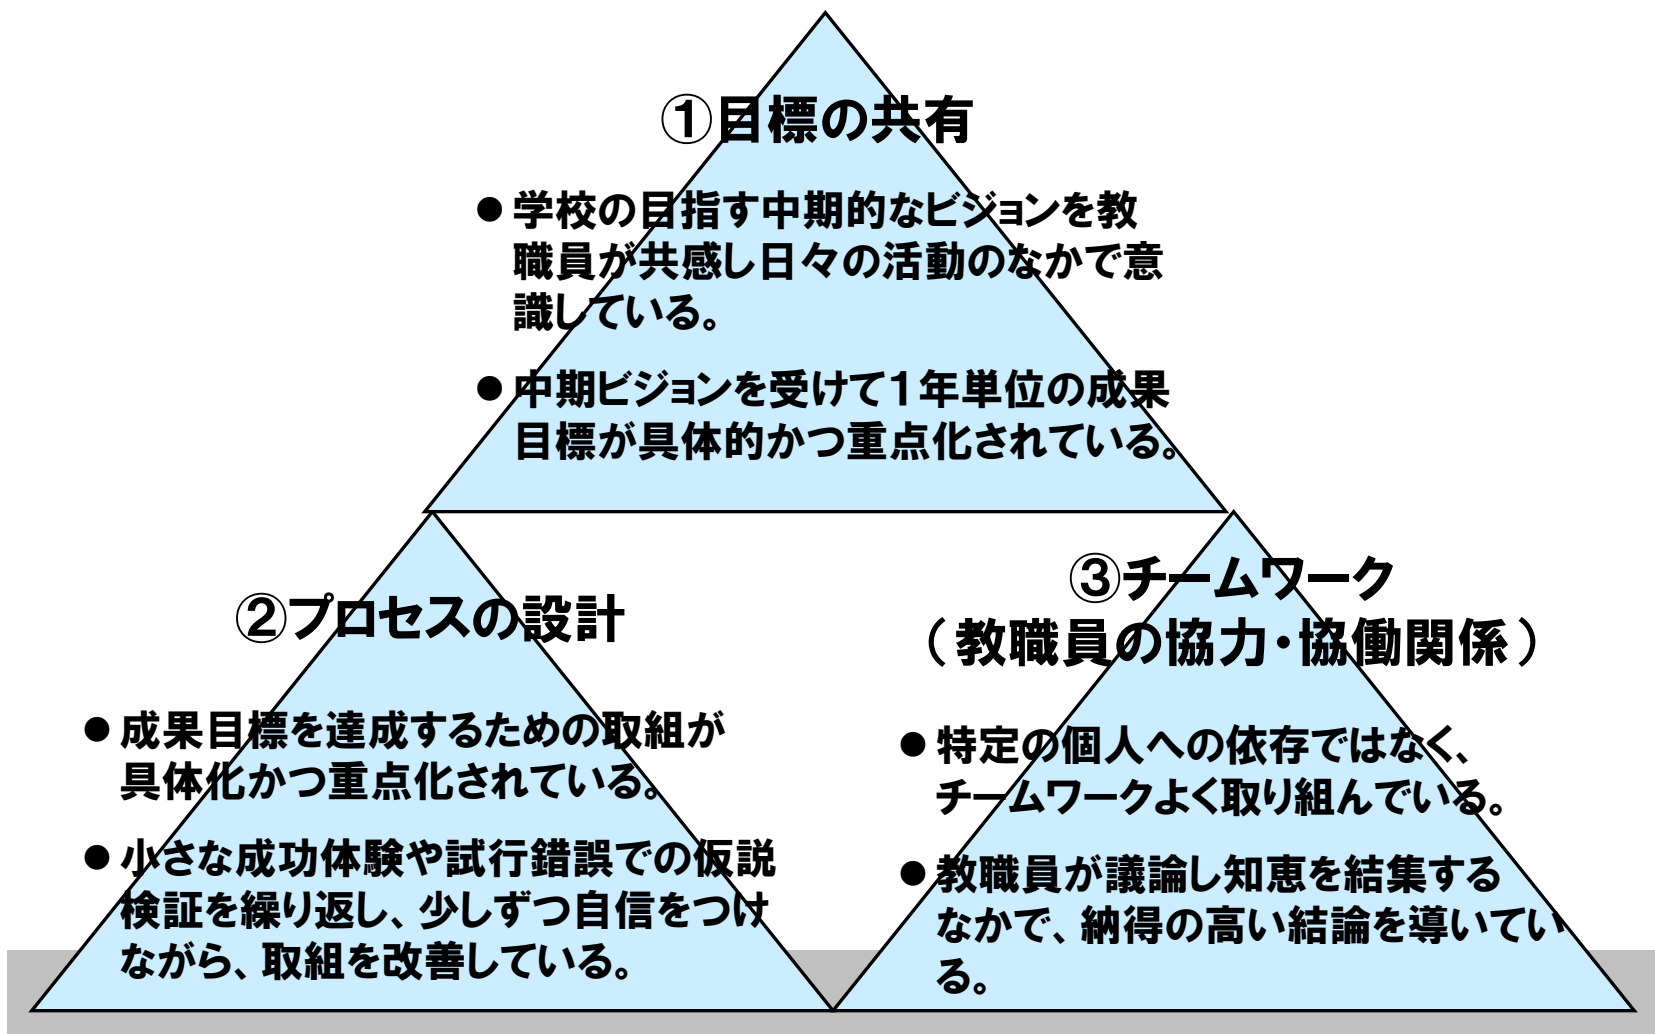 ①目標の共有
●学校の目指す中期的なビジョンを教
職員が共感し日々の活動のなかで意
識している。
●中期ビジョンを受けて１年単位の成果
目標が具体的かつ重点化されている。
②プロセスの設計
●成果目標を達成するための取組が
具体化かつ重点化されている。
●小さな成功体験や試行錯誤での仮説
検証を繰り返し、少しずつ自信をつけ
ながら、取組を改善している。
③チームワーク
（教職員の協力・協働関係）
●特定の個人への依存ではなく、
チームワークよく取り組んでいる。
●教職員が議論し知恵を結集する
なかで、納得の高い結論を導いてい
る。